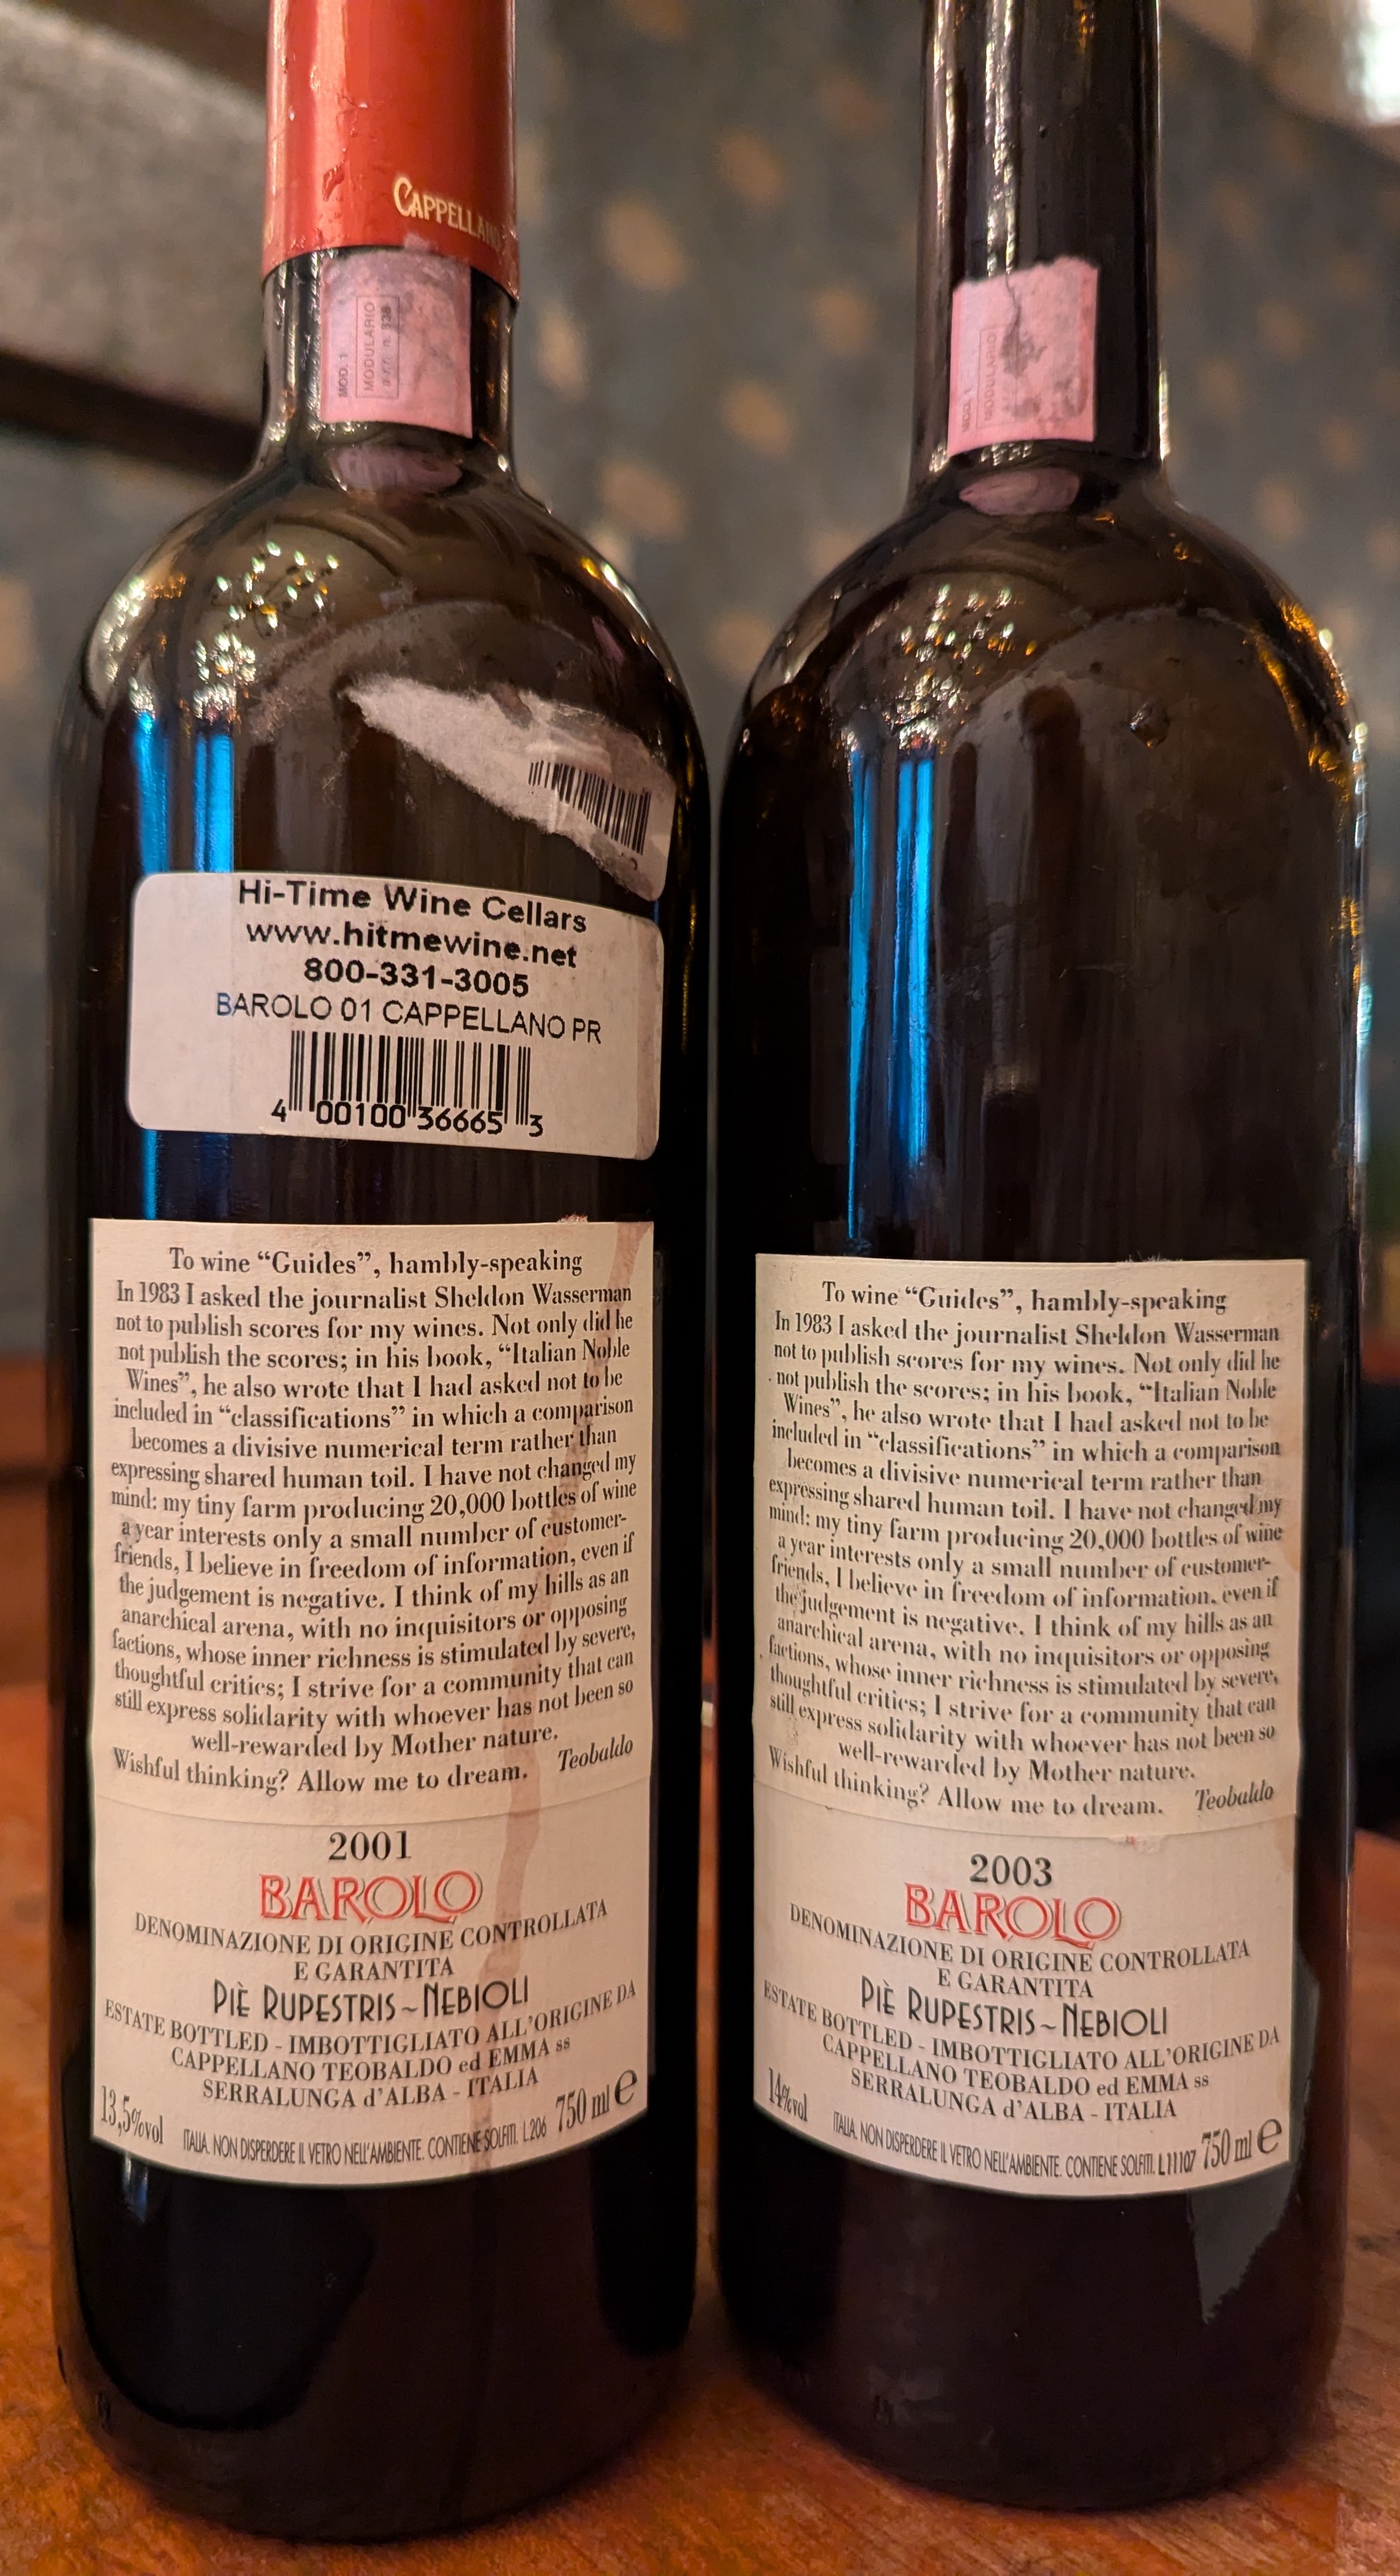 CAPPELLANO
MOD. 1
MODULARIO
Hi-Time Wine Cellars
www.hitmewine.net
800-331-3005
BAROLO 01 CAPPELLANO PR
4 00100 36665 3
To wine “Guides”, hambly-speaking
In 1983 I asked the journalist Sheldon Wasserman
not to publish scores for my wines. Not only did he
not publish the scores; in his book, “Italian Noble
Wines”, he also wrote that I had asked not to be
included in “classifications” in which a comparison
becomes a divisive numerical term rather than
expressing shared human toil. I have not changed my
mind: my tiny farm producing 20,000 bottles of wine
a year interests only a small number of customer-
friends, I believe in freedom of information, even if
the judgement is negative. I think of my hills as an
anarchical arena, with no inquisitors or opposing
factions, whose inner richness is stimulated by severe,
thoughtful critics; I strive for a community that can
still express solidarity with whoever has not been so
well-rewarded by Mother nature.
Wishful thinking? Allow me to dream. Teobaldo
2001
BAROLO
DENOMINAZIONE DI ORIGINE CONTROLLATA
E GARANTITA
PIÈ RUPESTRIS ~ NEBIOLI
ESTATE BOTTLED - IMBOTTIGLIATO ALL'ORIGINE DA
CAPPELLANO TEOBALDO ed EMMA ss
SERRALUNGA d'ALBA - ITALIA
13,5%vol ITALIA. NON DISPERDERE IL VETRO NELL'AMBIENTE. CONTIENE SOLFITI. L.206 750 ml e
To wine “Guides”, hambly-speaking
In 1983 I asked the journalist Sheldon Wasserman
not to publish scores for my wines. Not only did he
not publish the scores; in his book, “Italian Noble
Wines”, he also wrote that I had asked not to be
included in “classifications” in which a comparison
becomes a divisive numerical term rather than
expressing shared human toil. I have not changed my
mind: my tiny farm producing 20,000 bottles of wine
a year interests only a small number of customer-
friends, I believe in freedom of information, even if
the judgement is negative. I think of my hills as an
anarchical arena, with no inquisitors or opposing
factions, whose inner richness is stimulated by severe,
thoughtful critics; I strive for a community that can
still express solidarity with whoever has not been so
well-rewarded by Mother nature.
Wishful thinking? Allow me to dream. Teobaldo
2003
BAROLO
DENOMINAZIONE DI ORIGINE CONTROLLATA
E GARANTITA
PIÈ RUPESTRIS ~ NEBIOLI
ESTATE BOTTLED - IMBOTTIGLIATO ALL'ORIGINE DA
CAPPELLANO TEOBALDO ed EMMA ss
SERRALUNGA d'ALBA - ITALIA
14%vol ITALIA. NON DISPERDERE IL VETRO NELL'AMBIENTE. CONTIENE SOLFITI. L11107 750 ml e